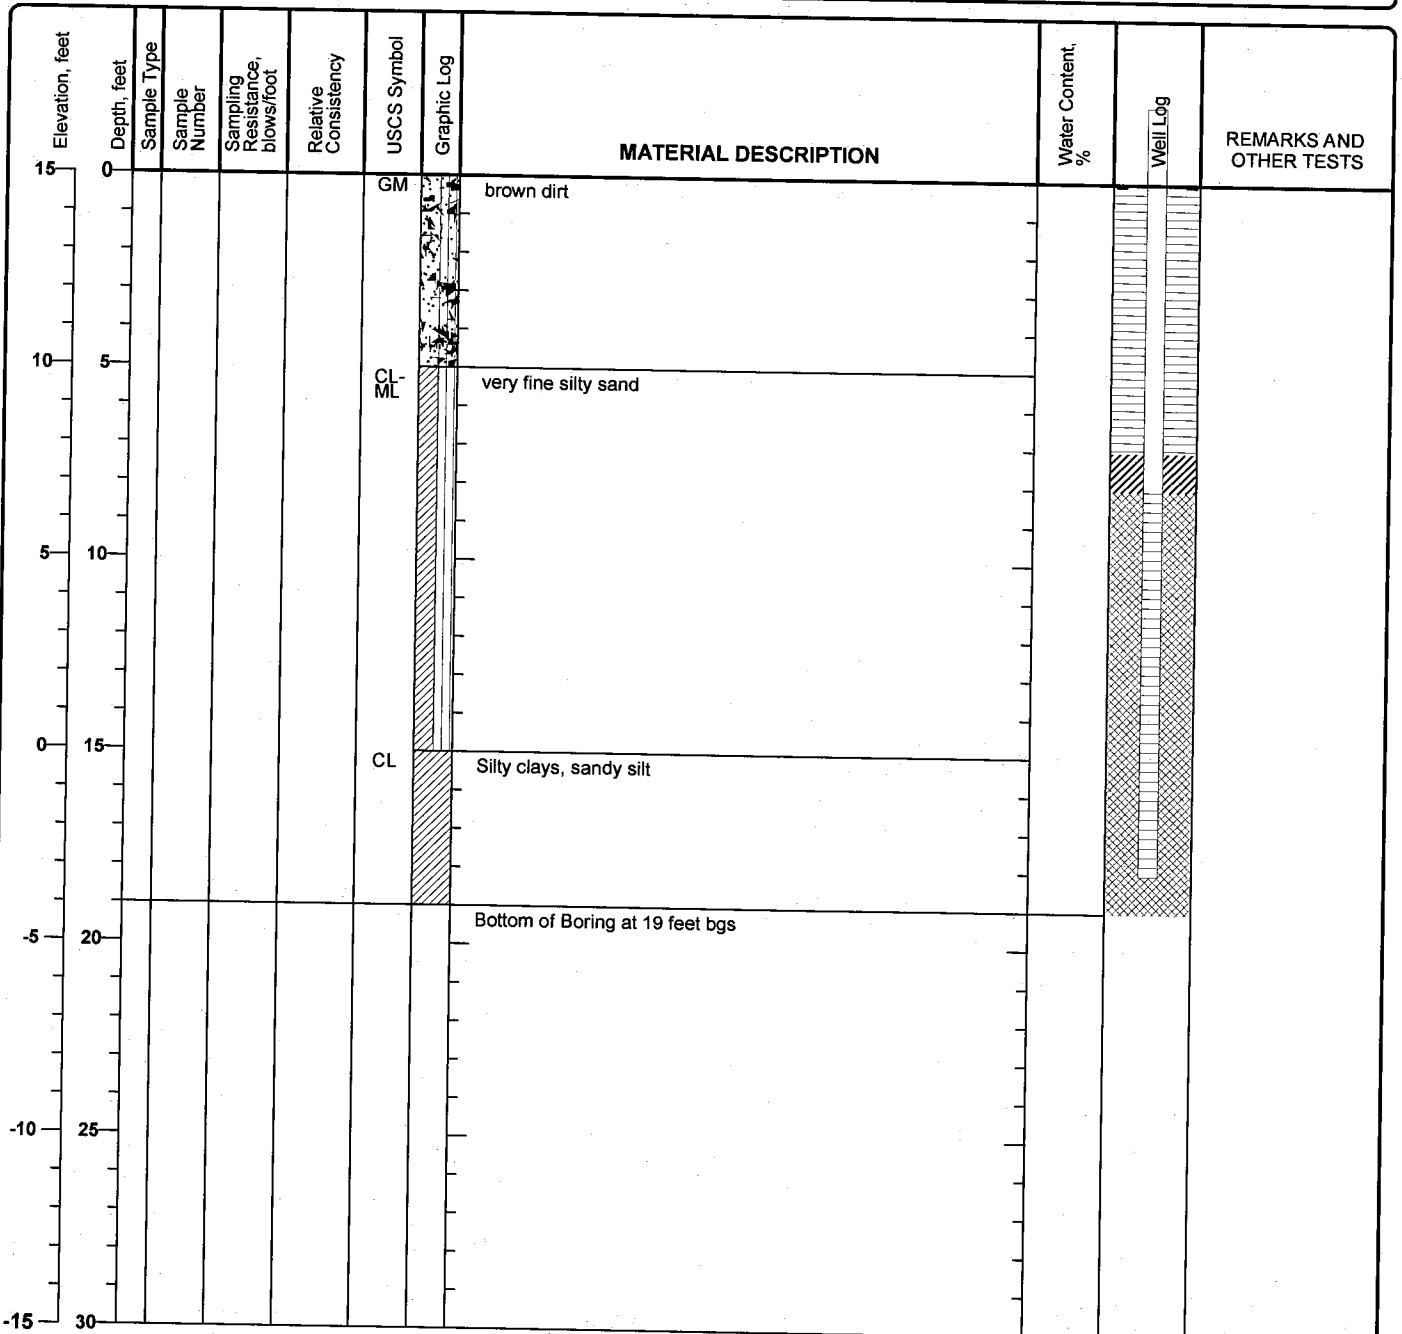 Elevation, feet
Depth, feet
Sample Type
Sample
Number
Sampling
Resistance,
blows/foot
Relative
Consistency
USCS Symbol
Graphic Log
MATERIAL DESCRIPTION
Water Content,
%
Well Log
REMARKS AND
OTHER TESTS
15 0
GM brown dirt
10 5
CL-
ML
very fine silty sand
5 10
0 15
CL Silty clays, sandy silt
Bottom of Boring at 19 feet bgs
-5 20
-10 25
-15 30